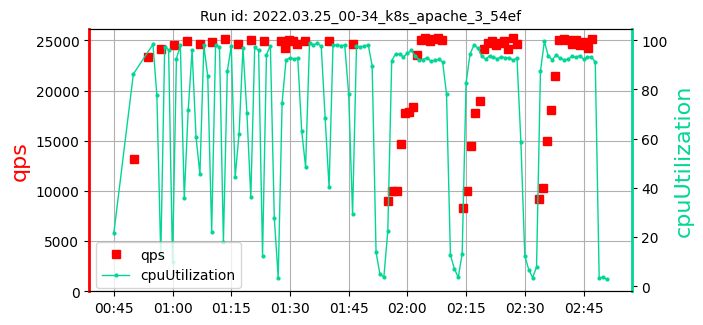 Run id: 2022.03.25_00-34_k8s_apache_3_54ef
25000
20000
15000
10000
5000
0
qps
100
80
60
40
20
0
cpuUtilization
qps
cpuUtilization
00:45 01:00 01:15 01:30 01:45 02:00 02:15 02:30 02:45